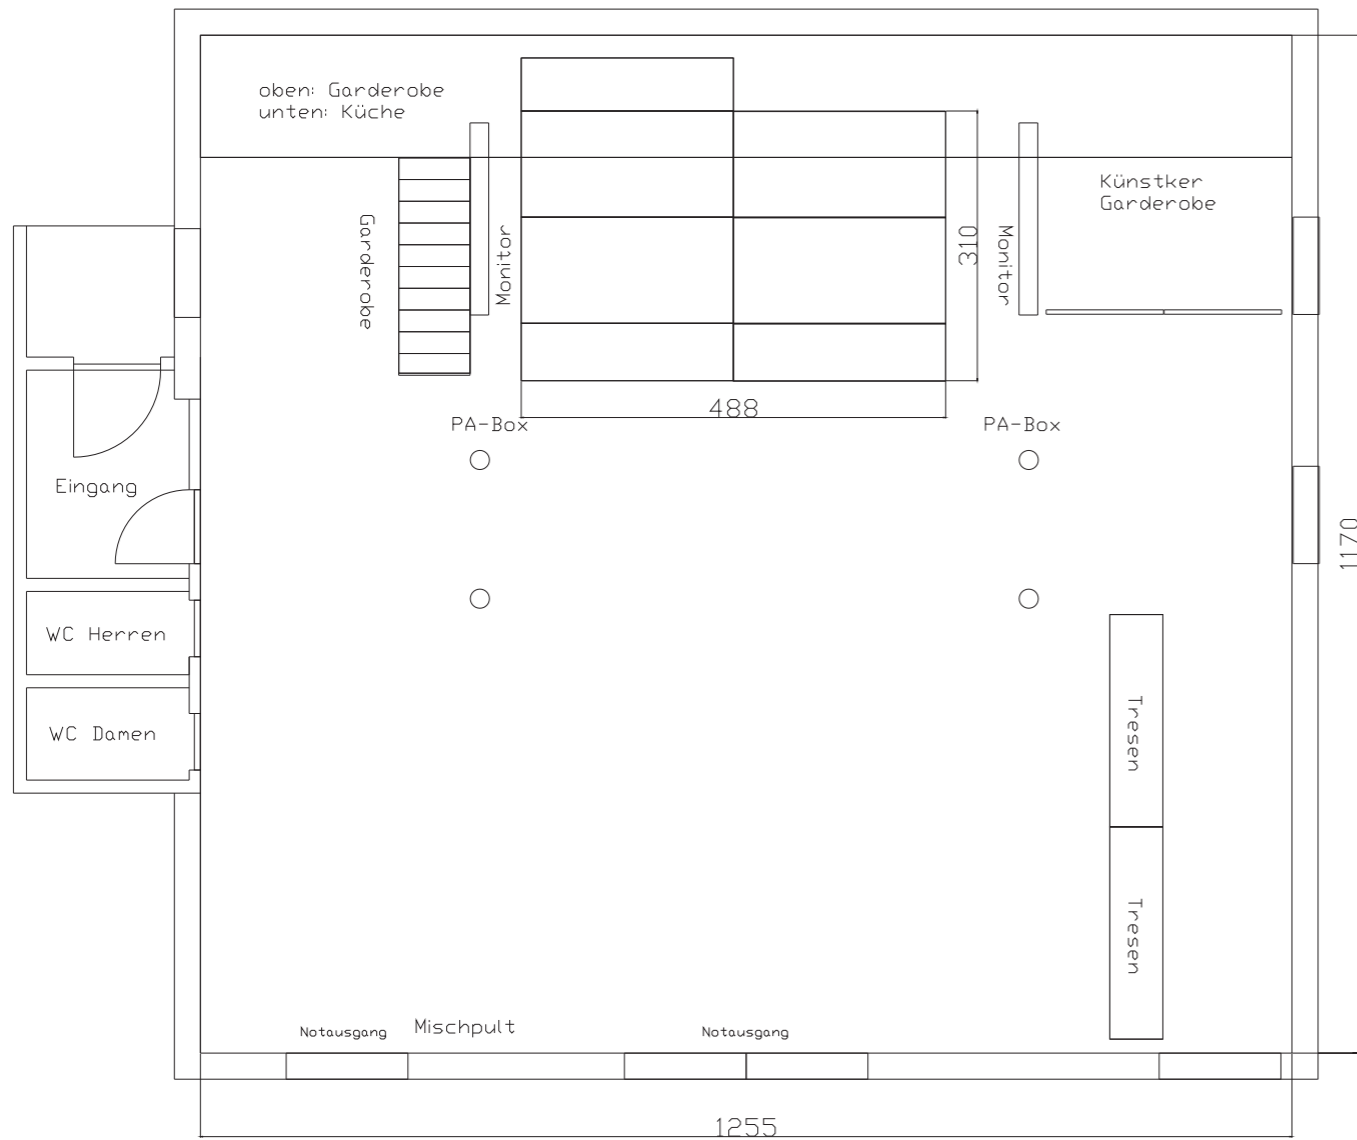 oben: Garderobe
unten: Küche
Künstker
Garderobe
Garderobe
Monitor
310
Monitor
488
PA-Box
PA-Box
Eingang
1170
WC Herren
WC Damen
Tresen
Tresen
Notausgang
Mischpult
Notausgang
1255